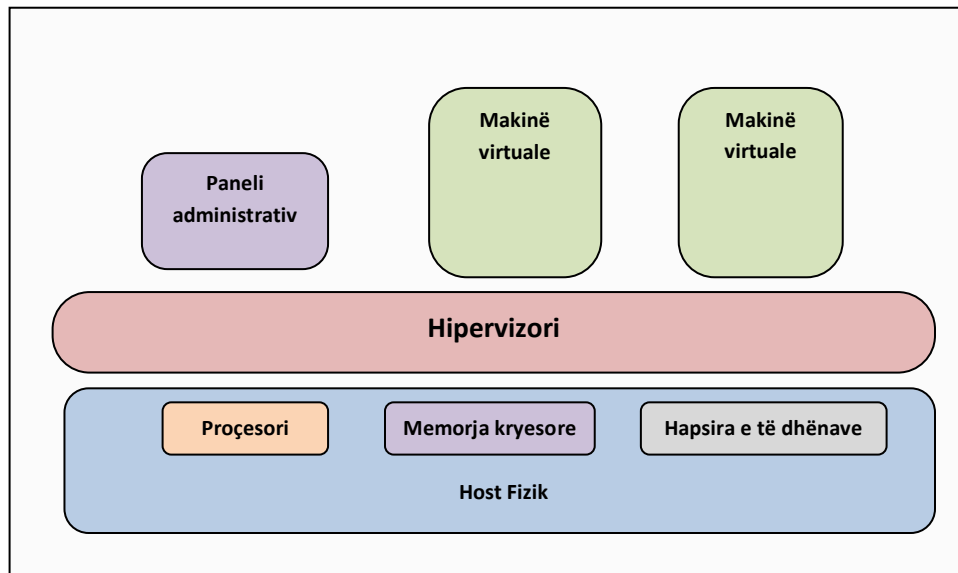 Makinë
virtuale
Makinë
virtuale
Paneli
administrativ
Hipervizori
Proçesori
Memorja kryesore
Hapsira e të dhënave
Host Fizik